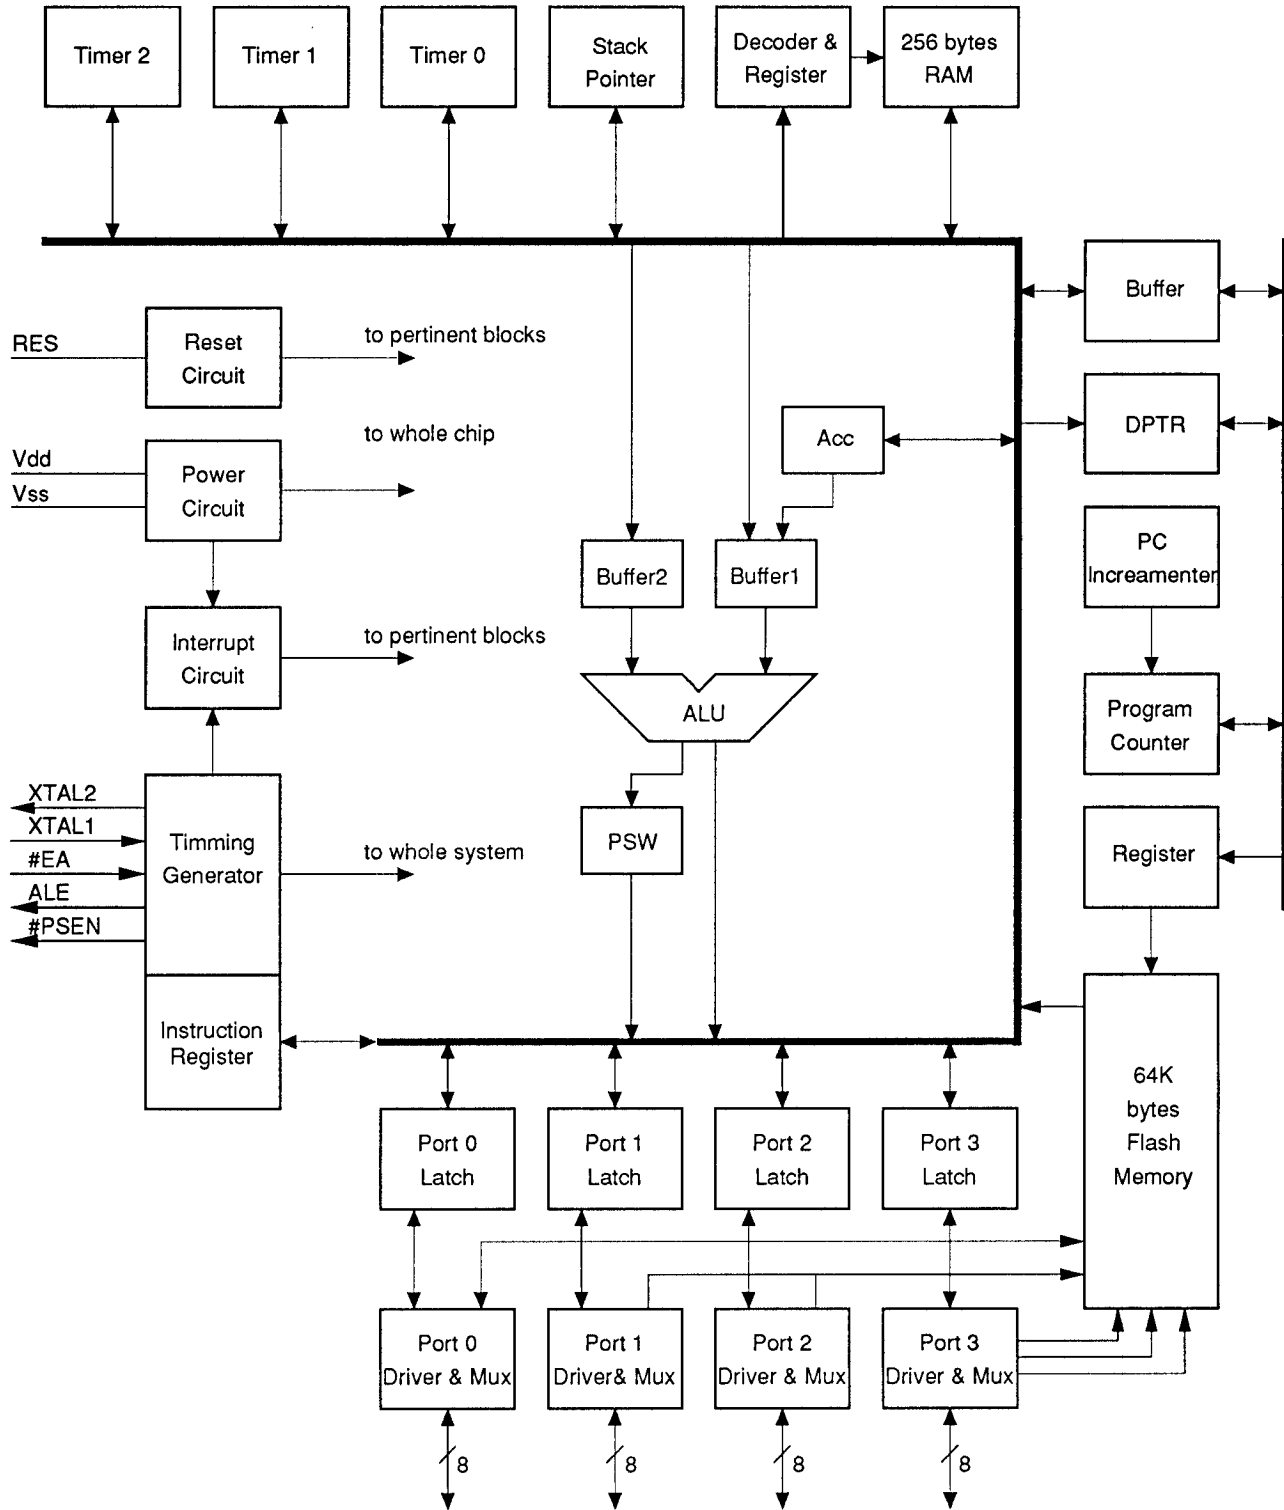 Timer 2
Timer 1
Timer 0
Stack
Pointer
Decoder &
Register
256 bytes
RAM
Buffer
RES
Reset
Circuit
to pertinent blocks
DPTR
Acc
Vdd
Vss
Power
Circuit
to whole chip
PC
Increamenter
Buffer2
Buffer1
Interrupt
Circuit
to pertinent blocks
ALU
Program
Counter
XTAL2
XTAL1
#EA
ALE
#PSEN
Timming
Generator
to whole system
PSW
Register
Instruction
Register
64K
bytes
Flash
Memory
Port 0
Latch
Port 1
Latch
Port 2
Latch
Port 3
Latch
Port 0
Driver & Mux
Port 1
Driver& Mux
Port 2
Driver & Mux
Port 3
Driver & Mux
8
8
8
8